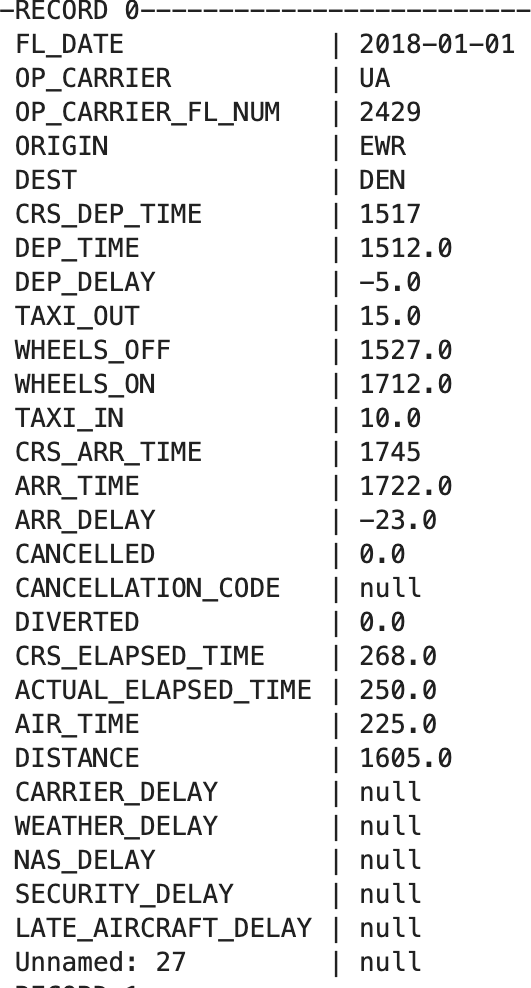 -RECORD 0-------------------------
FL_DATE | 2018-01-01
OP_CARRIER | UA
OP_CARRIER_FL_NUM | 2429
ORIGIN | EWR
DEST | DEN
CRS_DEP_TIME | 1517
DEP_TIME | 1512.0
DEP_DELAY | -5.0
TAXI_OUT | 15.0
WHEELS_OFF | 1527.0
WHEELS_ON | 1712.0
TAXI_IN | 10.0
CRS_ARR_TIME | 1745
ARR_TIME | 1722.0
ARR_DELAY | -23.0
CANCELLED | 0.0
CANCELLATION_CODE | null
DIVERTED | 0.0
CRS_ELAPSED_TIME | 268.0
ACTUAL_ELAPSED_TIME | 250.0
AIR_TIME | 225.0
DISTANCE | 1605.0
CARRIER_DELAY | null
WEATHER_DELAY | null
NAS_DELAY | null
SECURITY_DELAY | null
LATE_AIRCRAFT_DELAY | null
Unnamed: 27 | null